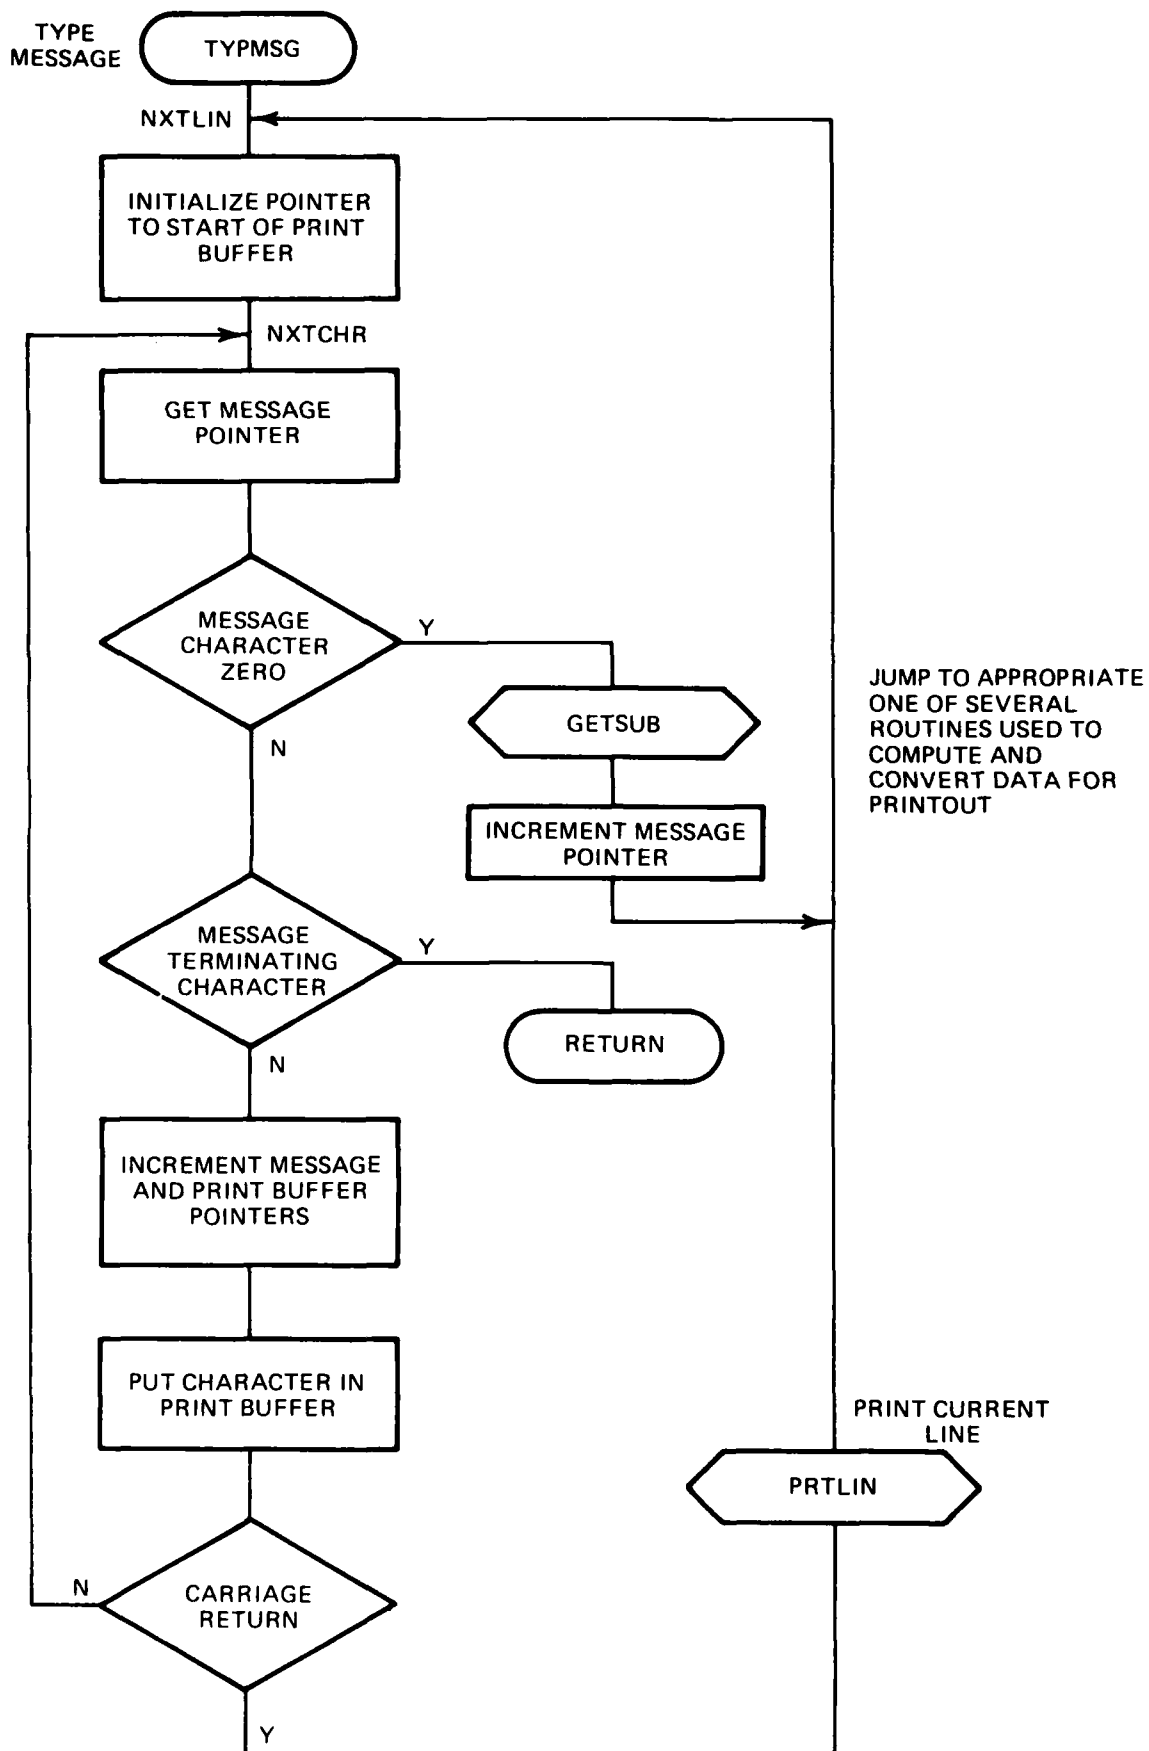 TYPE
MESSAGE
TYPMSG
NXTLIN
INITIALIZE POINTER
TO START OF PRINT
BUFFER
NXTCHR
GET MESSAGE
POINTER
MESSAGE
CHARACTER
ZERO
Y
N
GETSUB
INCREMENT MESSAGE
POINTER
JUMP TO APPROPRIATE
ONE OF SEVERAL
ROUTINES USED TO
COMPUTE AND
CONVERT DATA FOR
PRINTOUT
MESSAGE
TERMINATING
CHARACTER
Y
N
RETURN
INCREMENT MESSAGE
AND PRINT BUFFER
POINTERS
PUT CHARACTER IN
PRINT BUFFER
PRINT CURRENT
LINE
PRTLIN
CARRIAGE
RETURN
N
Y